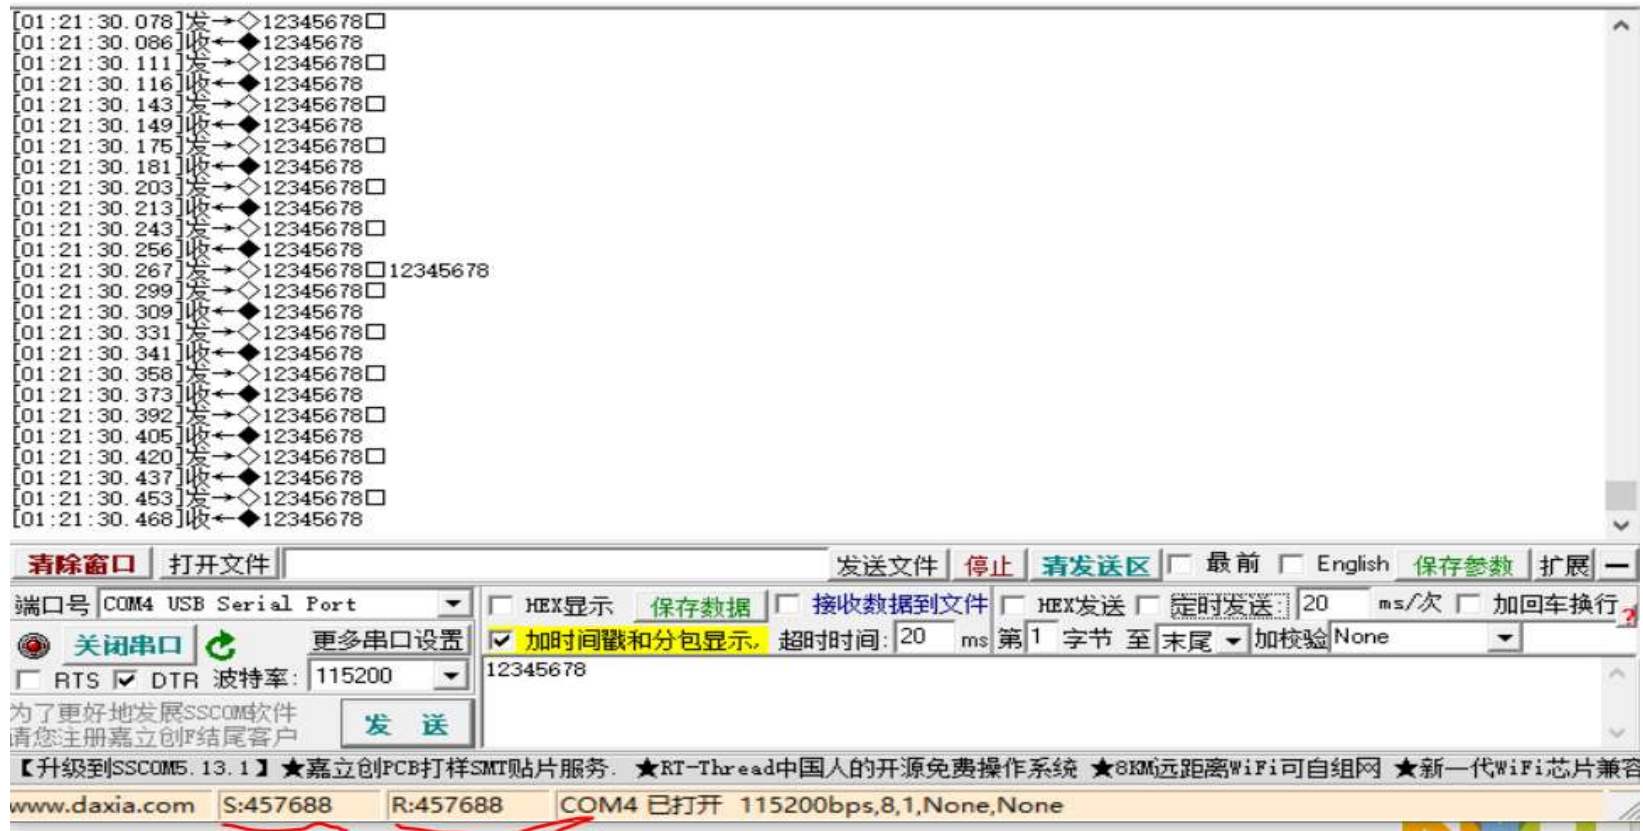 [01:21:30.078]发→◇12345678□
[01:21:30.086]收←◆12345678
[01:21:30.111]发→◇12345678□
[01:21:30.116]收←◆12345678
[01:21:30.143]发→◇12345678□
[01:21:30.149]收←◆12345678
[01:21:30.175]发→◇12345678□
[01:21:30.181]收←◆12345678
[01:21:30.203]发→◇12345678□
[01:21:30.213]收←◆12345678
[01:21:30.243]发→◇12345678□
[01:21:30.256]收←◆12345678
[01:21:30.267]发→◇12345678□12345678
[01:21:30.299]发→◇12345678□
[01:21:30.309]收←◆12345678
[01:21:30.331]发→◇12345678□
[01:21:30.341]收←◆12345678
[01:21:30.358]发→◇12345678□
[01:21:30.373]收←◆12345678
[01:21:30.392]发→◇12345678□
[01:21:30.405]收←◆12345678
[01:21:30.420]发→◇12345678□
[01:21:30.437]收←◆12345678
[01:21:30.453]发→◇12345678□
[01:21:30.468]收←◆12345678
清除窗口 打开文件 发送文件 停止 清发送区 最前 English 保存参数 扩展 —
端口号 COM4 USB Serial Port HEX显示 保存数据 接收数据到文件 HEX发送 定时发送: 20 ms/次 加回车换行 ?
关闭串口 更多串口设置 加时间戳和分包显示, 超时时间: 20 ms 第1 字节 至 末尾 加校验 None
RTS DTR 波特率: 115200 12345678
为了更好地发展SSCOM软件
请您注册嘉立创F结尾客户 发 送
【升级到SSCOM5.13.1】★嘉立创PCB打样SMT贴片服务. ★RT-Thread中国人的开源免费操作系统 ★8KM远距离WiFi可自组网 ★新一代WiFi芯片兼容
www.daxia.com S:457688 R:457688 COM4 已打开 115200bps,8,1,None,None